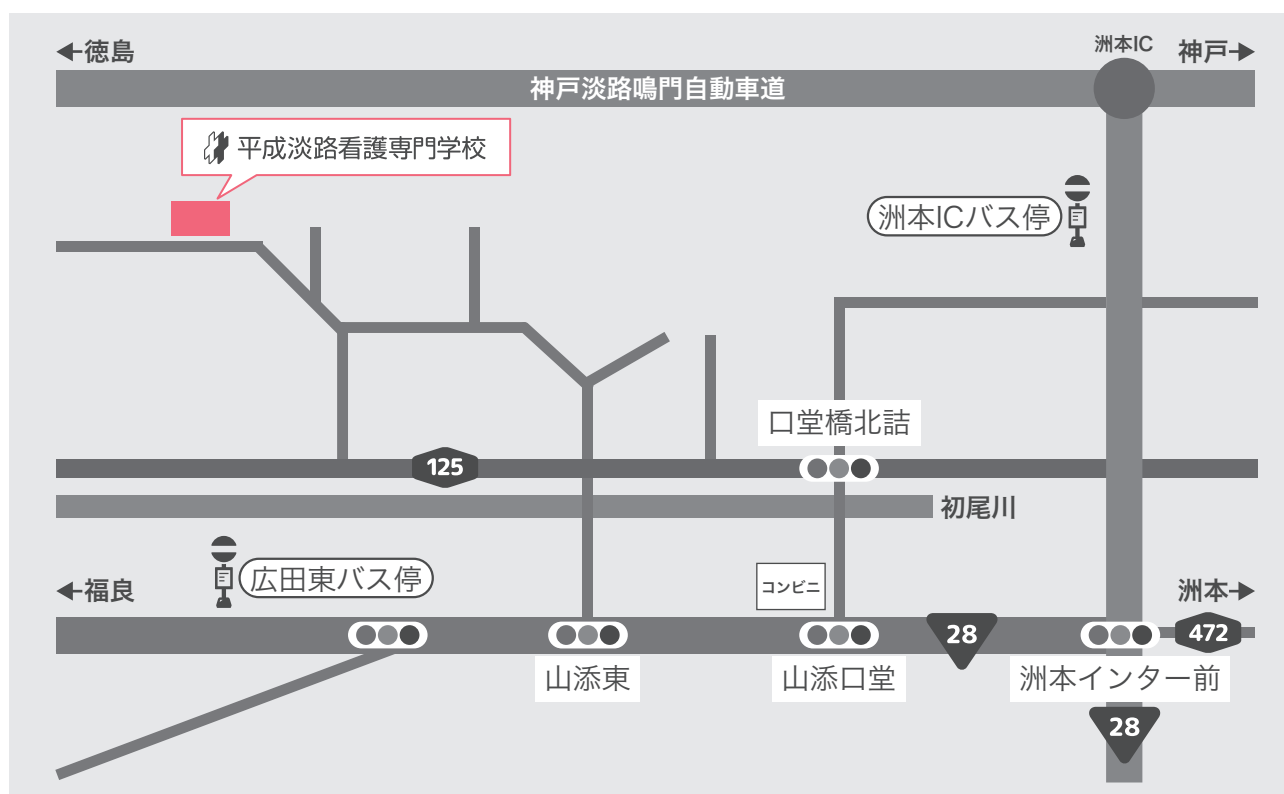 徳島
洲本IC
神戸
神戸淡路鳴門自動車道
平成淡路看護専門学校
洲本ICバス停
口堂橋北詰
125
初尾川
広田東バス停
コンビニ
福良
洲本
28
472
山添東
山添口堂
洲本インター前
28